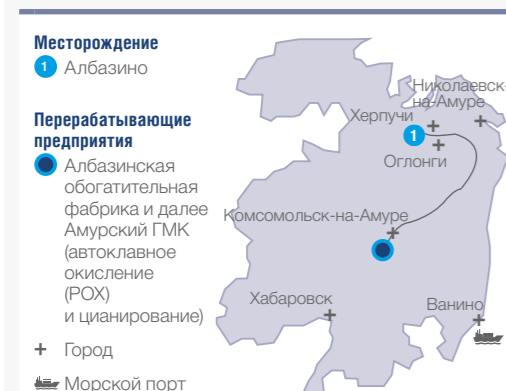 Месторождение
1 Албазино
Перерабатывающие
предприятия
Албазинская
обогатительная
фабрика и далее
Амурский ГМК
(автоклавное
окисление
(POX)
и цианирование)
+ Город
Морской порт
Николаевск-
на-Амуре
Херпучи
1
Оглонги
Комсомольск-на-Амуре
Хабаровск
Ванино